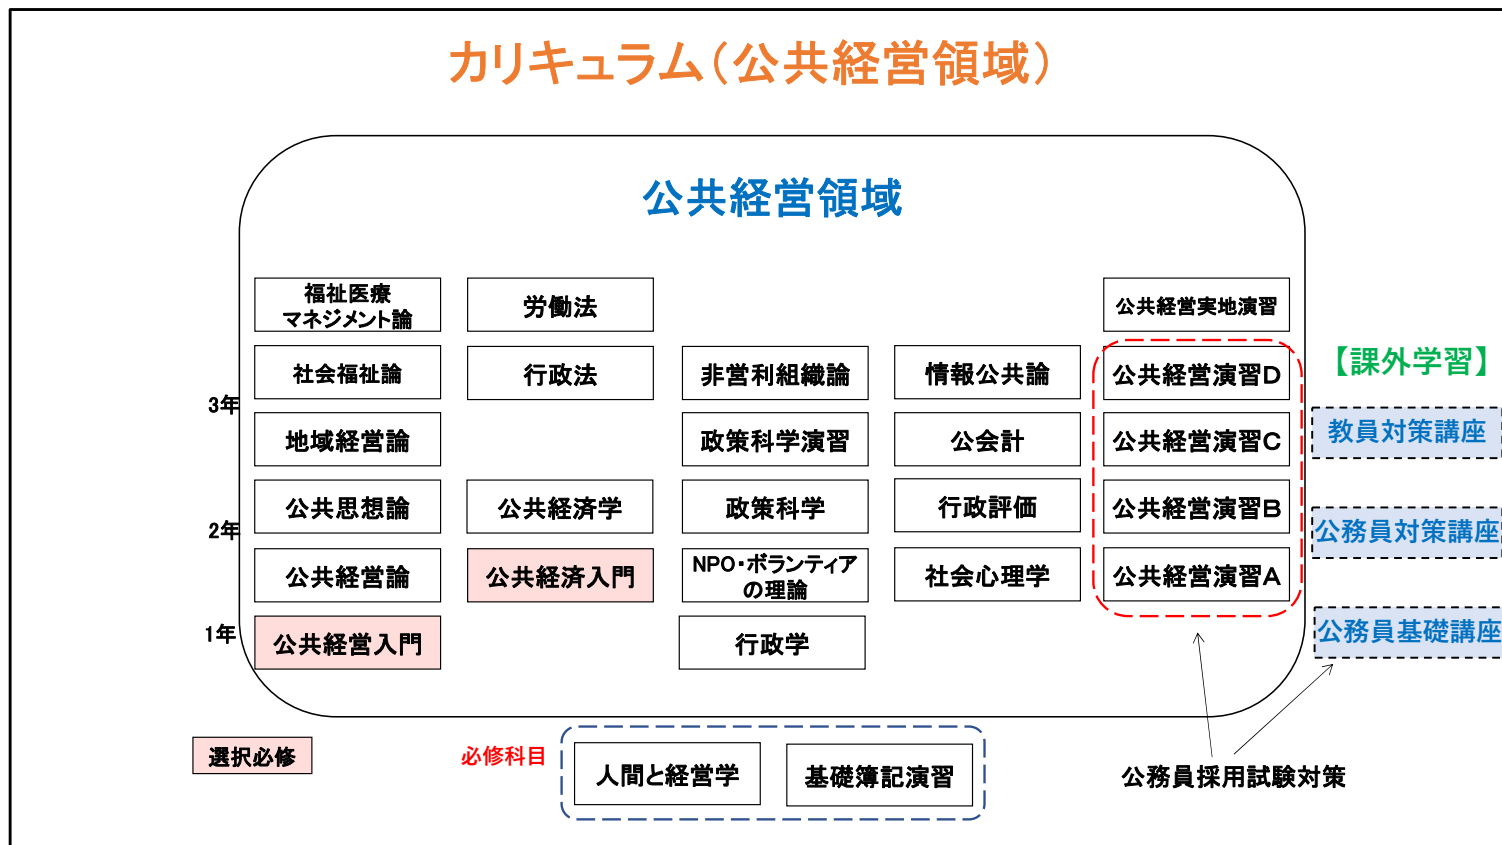 カリキュラム（公共経営領域）
公共経営領域
福祉医療
マネジメント論
労働法
公共経営実地演習
社会福祉論
行政法
非営利組織論
情報公共論
公共経営演習D
【課外学習】
3年
地域経営論
政策科学演習
公会計
公共経営演習C
教員対策講座
公共思想論
公共経済学
政策科学
行政評価
公共経営演習B
公務員対策講座
2年
公共経営論
公共経済入門
NPO・ボランティア
の理論
社会心理学
公共経営演習A
1年
公共経営入門
行政学
公務員基礎講座
選択必修
必修科目
人間と経営学
基礎簿記演習
公務員採用試験対策